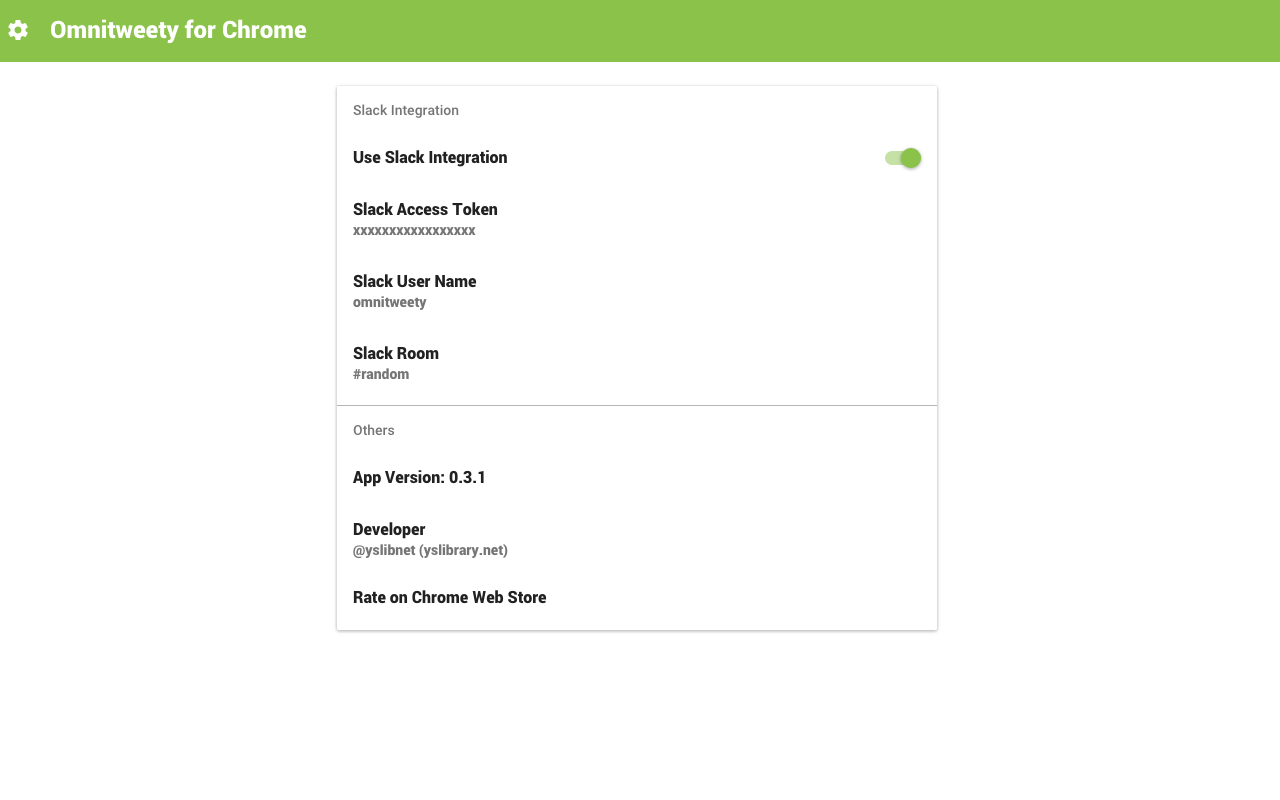 Omnitweety for Chrome
Slack Integration
Use Slack Integration
Slack Access Token
xxxxxxxxxxxxxxxxx
Slack User Name
omnitweety
Slack Room
#random
Others
App Version: 0.3.1
Developer
@yslibnet (yslibrary.net)
Rate on Chrome Web Store